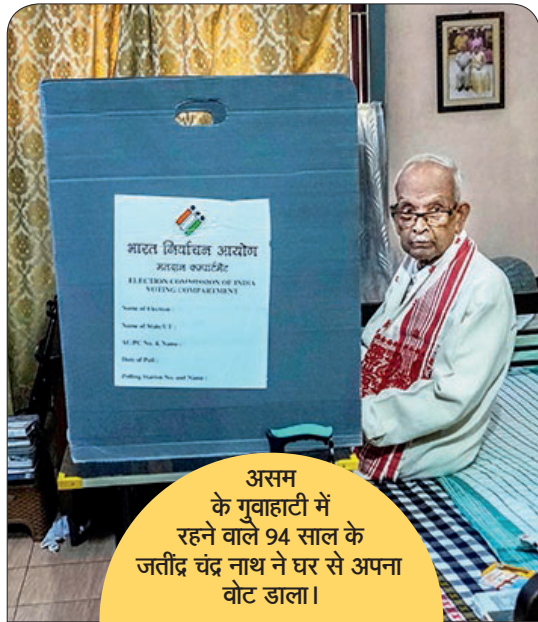 भारत निर्वाचन आयोग
मतदान कम्पार्टमेंट
ELECTION COMMISSION OF INDIA
VOTING COMPARTMENT
Name of Election :
Name of State/U T :
AC/PC No. & Name :
Date of Poll :
Polling Station No. and Name :
असम
के गुवाहाटी में
रहने वाले 94 साल के
जतींद्र चंद्र नाथ ने घर से अपना
वोट डाला।